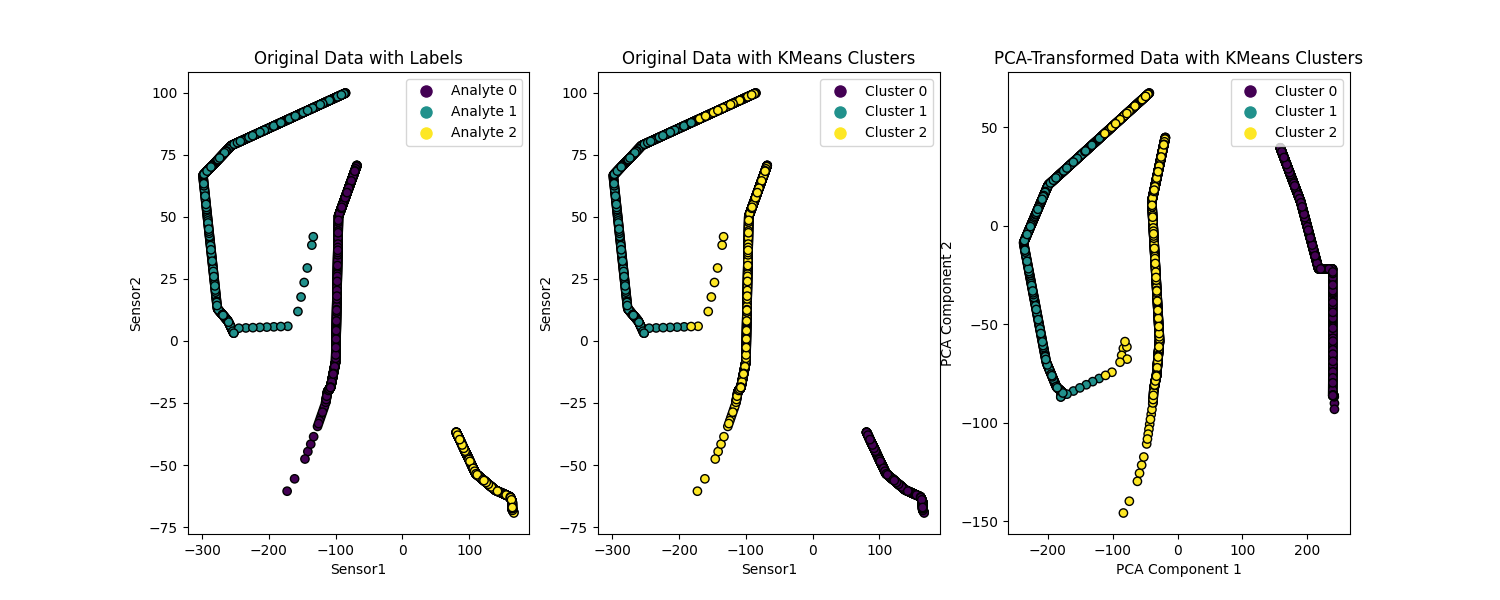 Original Data with Labels
Analyte 0
Analyte 1
Analyte 2
100
75
50
25
0
−25
−50
−75
−300
−200
−100
0
100
Sensor1
Sensor2
Original Data with KMeans Clusters
Cluster 0
Cluster 1
Cluster 2
100
75
50
25
0
−25
−50
−75
−300
−200
−100
0
100
Sensor1
Sensor2
PCA-Transformed Data with KMeans Clusters
Cluster 0
Cluster 1
Cluster 2
50
0
−50
−100
−150
−200
−100
0
100
200
PCA Component 1
PCA Component 2